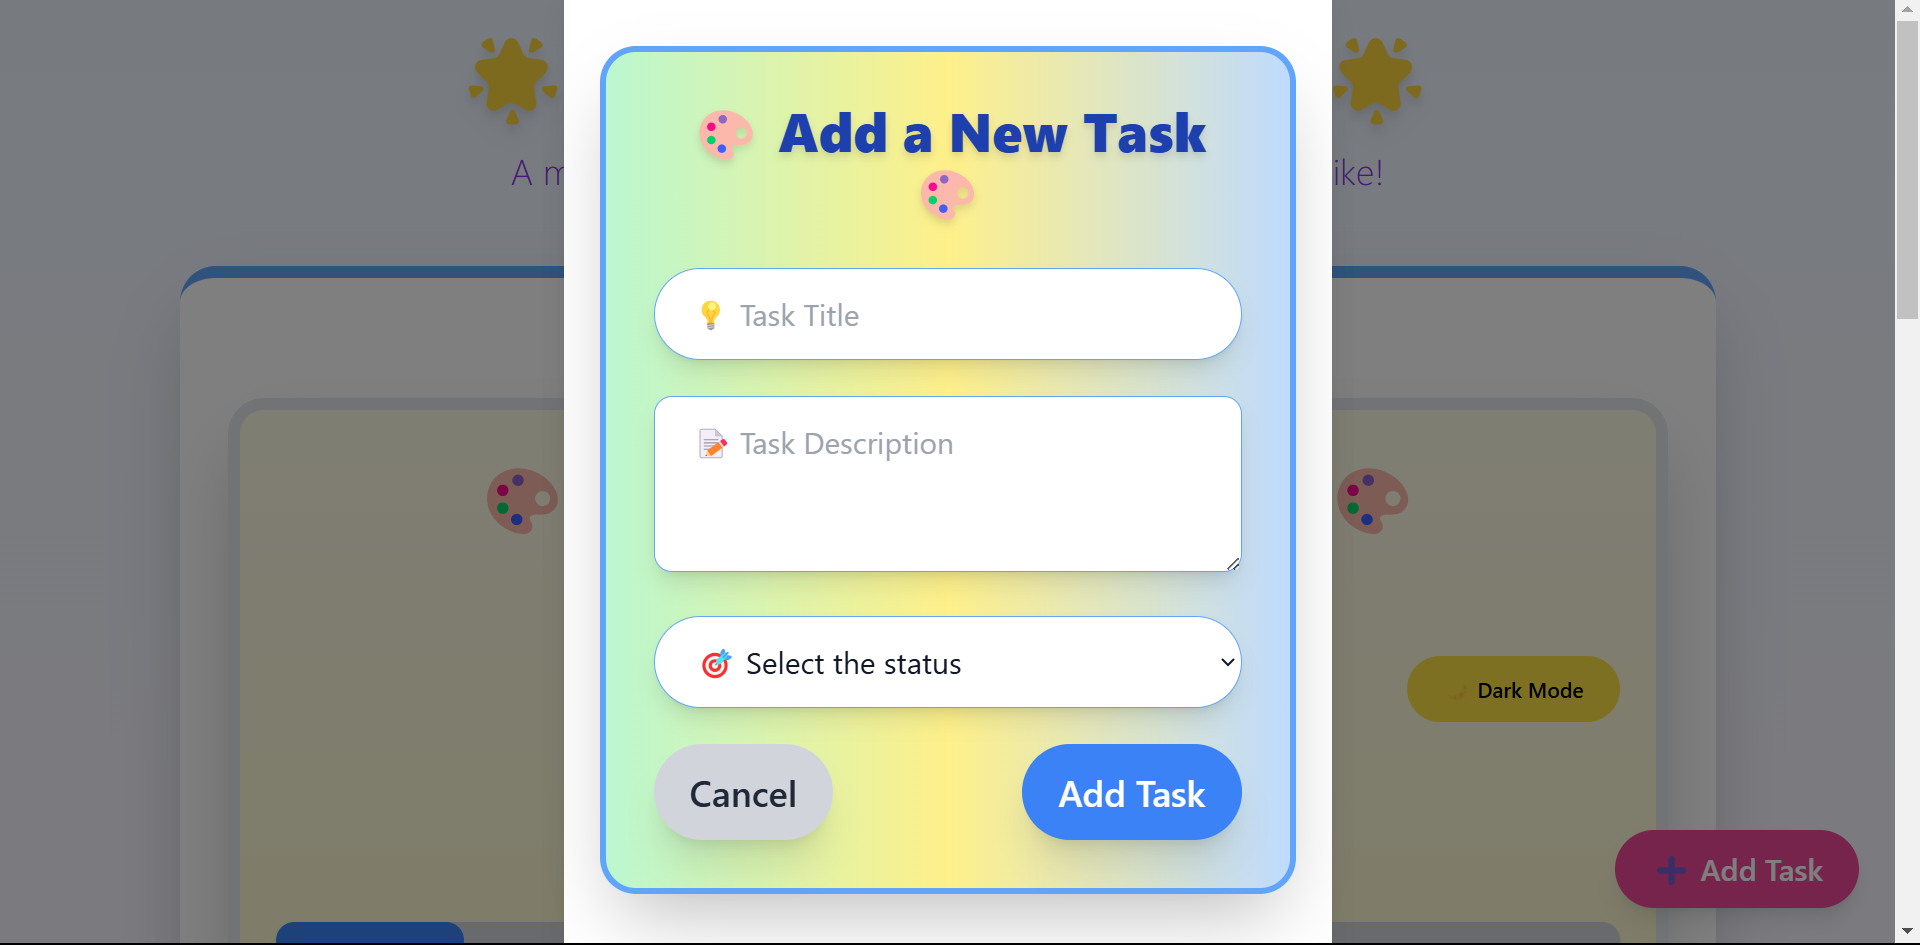 Add a New Task
A m
ike!
Task Title
Task Description
Select the status
Dark Mode
Cancel
Add Task
Add Task